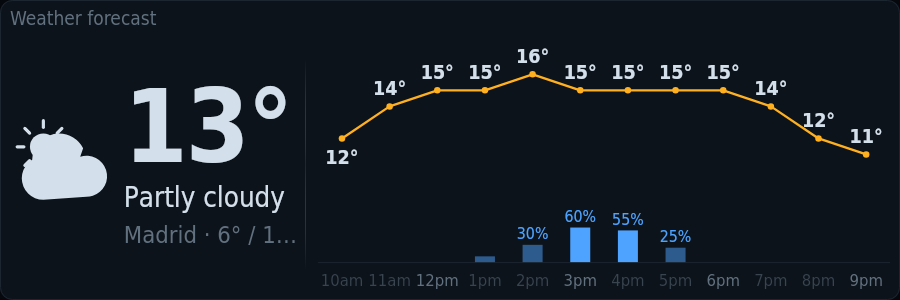 Weather forecast
13°
Partly cloudy
Madrid · 6° / 1...
12° 14° 15° 15° 16° 15° 15° 15° 15° 14° 12° 11°
30% 60% 55% 25%
10am 11am 12pm 1pm 2pm 3pm 4pm 5pm 6pm 7pm 8pm 9pm